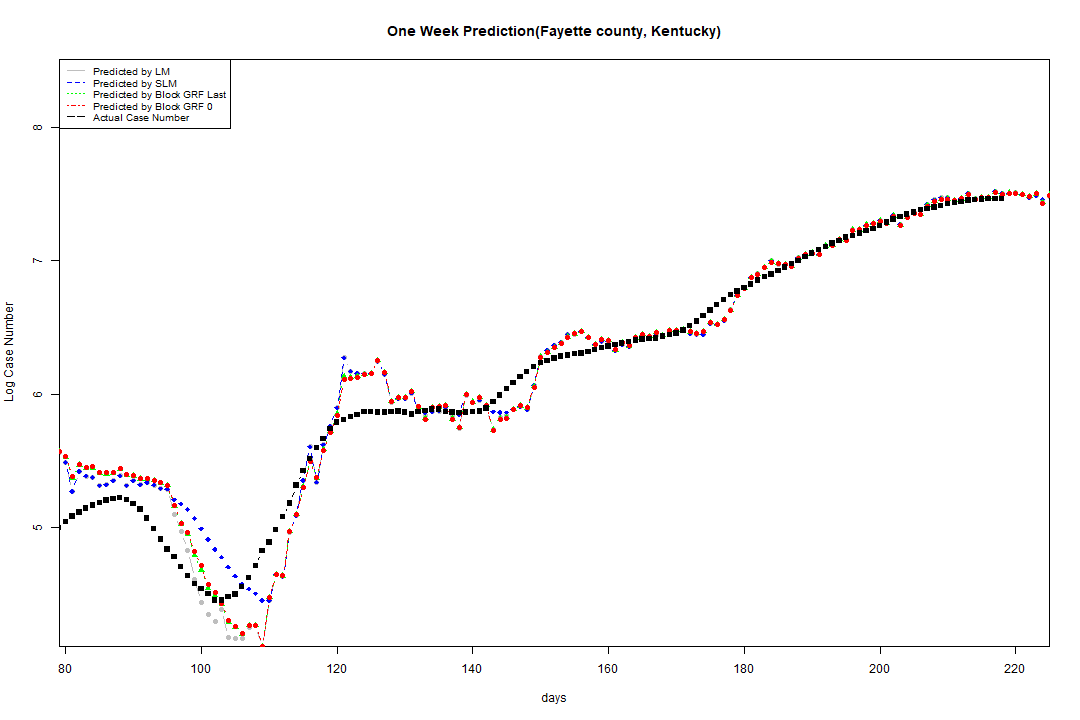 One Week Prediction(Fayette county, Kentucky)
Predicted by LM
Predicted by SLM
Predicted by Block GRF Last
Predicted by Block GRF 0
Actual Case Number
8
7
6
5
Log Case Number
80 100 120 140 160 180 200 220
days